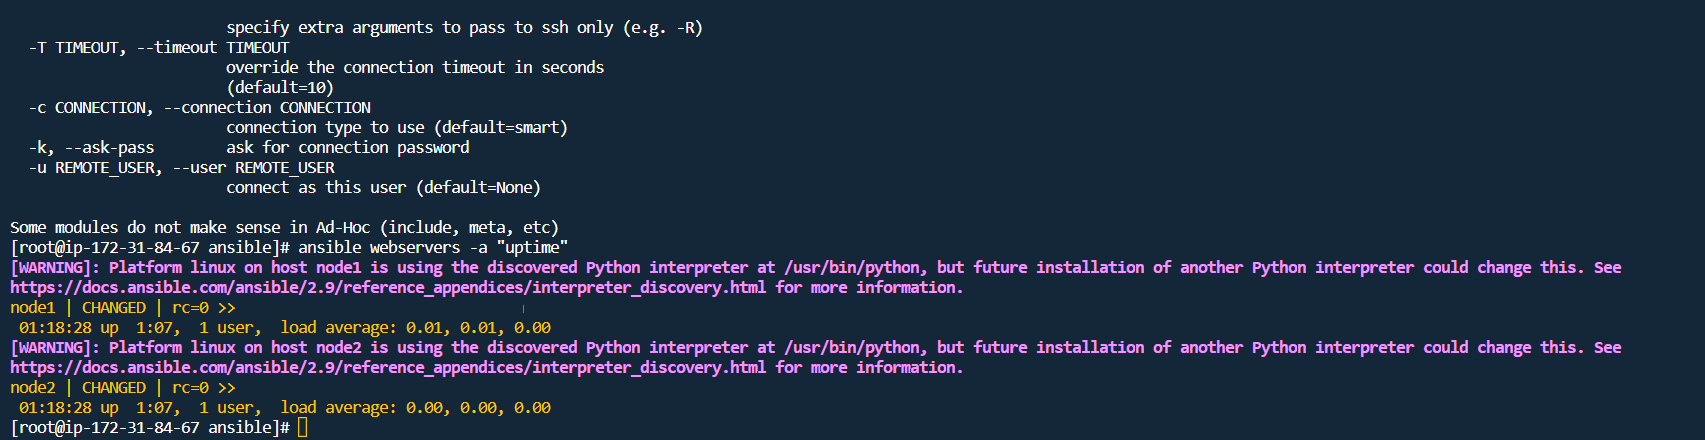 specify extra arguments to pass to ssh only (e.g. -R)
-T TIMEOUT, --timeout TIMEOUT
override the connection timeout in seconds
(default=10)
-c CONNECTION, --connection CONNECTION
connection type to use (default=smart)
-k, --ask-pass        ask for connection password
-u REMOTE_USER, --user REMOTE_USER
connect as this user (default=None)
Some modules do not make sense in Ad-Hoc (include, meta, etc)
[root@ip-172-31-84-67 ansible]# ansible webservers -a "uptime"
[WARNING]: Platform linux on host node1 is using the discovered Python interpreter at /usr/bin/python, but future installation of another Python interpreter could change this. See
https://docs.ansible.com/ansible/2.9/reference_appendices/interpreter_discovery.html for more information.
node1 | CHANGED | rc=0 >>
01:18:28 up  1:07,  1 user,  load average: 0.01, 0.01, 0.00
[WARNING]: Platform linux on host node2 is using the discovered Python interpreter at /usr/bin/python, but future installation of another Python interpreter could change this. See
https://docs.ansible.com/ansible/2.9/reference_appendices/interpreter_discovery.html for more information.
node2 | CHANGED | rc=0 >>
01:18:28 up  1:07,  1 user,  load average: 0.00, 0.00, 0.00
[root@ip-172-31-84-67 ansible]#